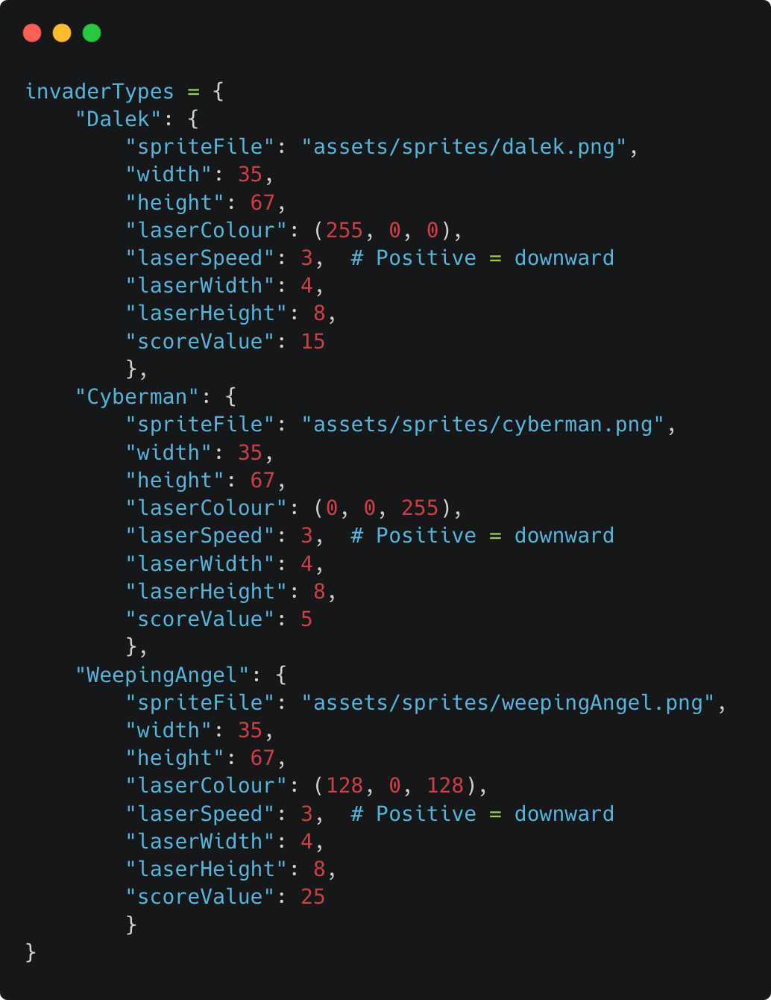 invaderTypes = {
    "Dalek": {
        "spriteFile": "assets/sprites/dalek.png",
        "width": 35,
        "height": 67,
        "laserColour": (255, 0, 0),
        "laserSpeed": 3,  # Positive = downward
        "laserWidth": 4,
        "laserHeight": 8,
        "scoreValue": 15
        },
    "Cyberman": {
        "spriteFile": "assets/sprites/cyberman.png",
        "width": 35,
        "height": 67,
        "laserColour": (0, 0, 255),
        "laserSpeed": 3,  # Positive = downward
        "laserWidth": 4,
        "laserHeight": 8,
        "scoreValue": 5
        },
    "WeepingAngel": {
        "spriteFile": "assets/sprites/weepingAngel.png",
        "width": 35,
        "height": 67,
        "laserColour": (128, 0, 128),
        "laserSpeed": 3,  # Positive = downward
        "laserWidth": 4,
        "laserHeight": 8,
        "scoreValue": 25
        }
}